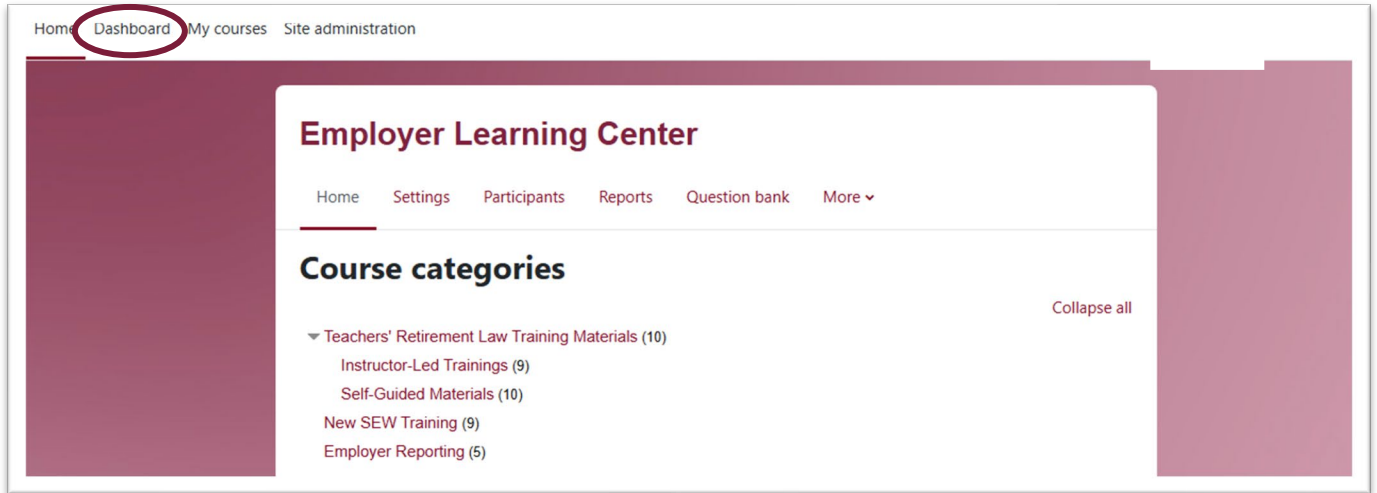 Home Dashboard My courses Site administration
Employer Learning Center
Home Settings Participants Reports Question bank More
Course categories
Collapse all
Teachers' Retirement Law Training Materials (10)
Instructor-Led Trainings (9)
Self-Guided Materials (10)
New SEW Training (9)
Employer Reporting (5)